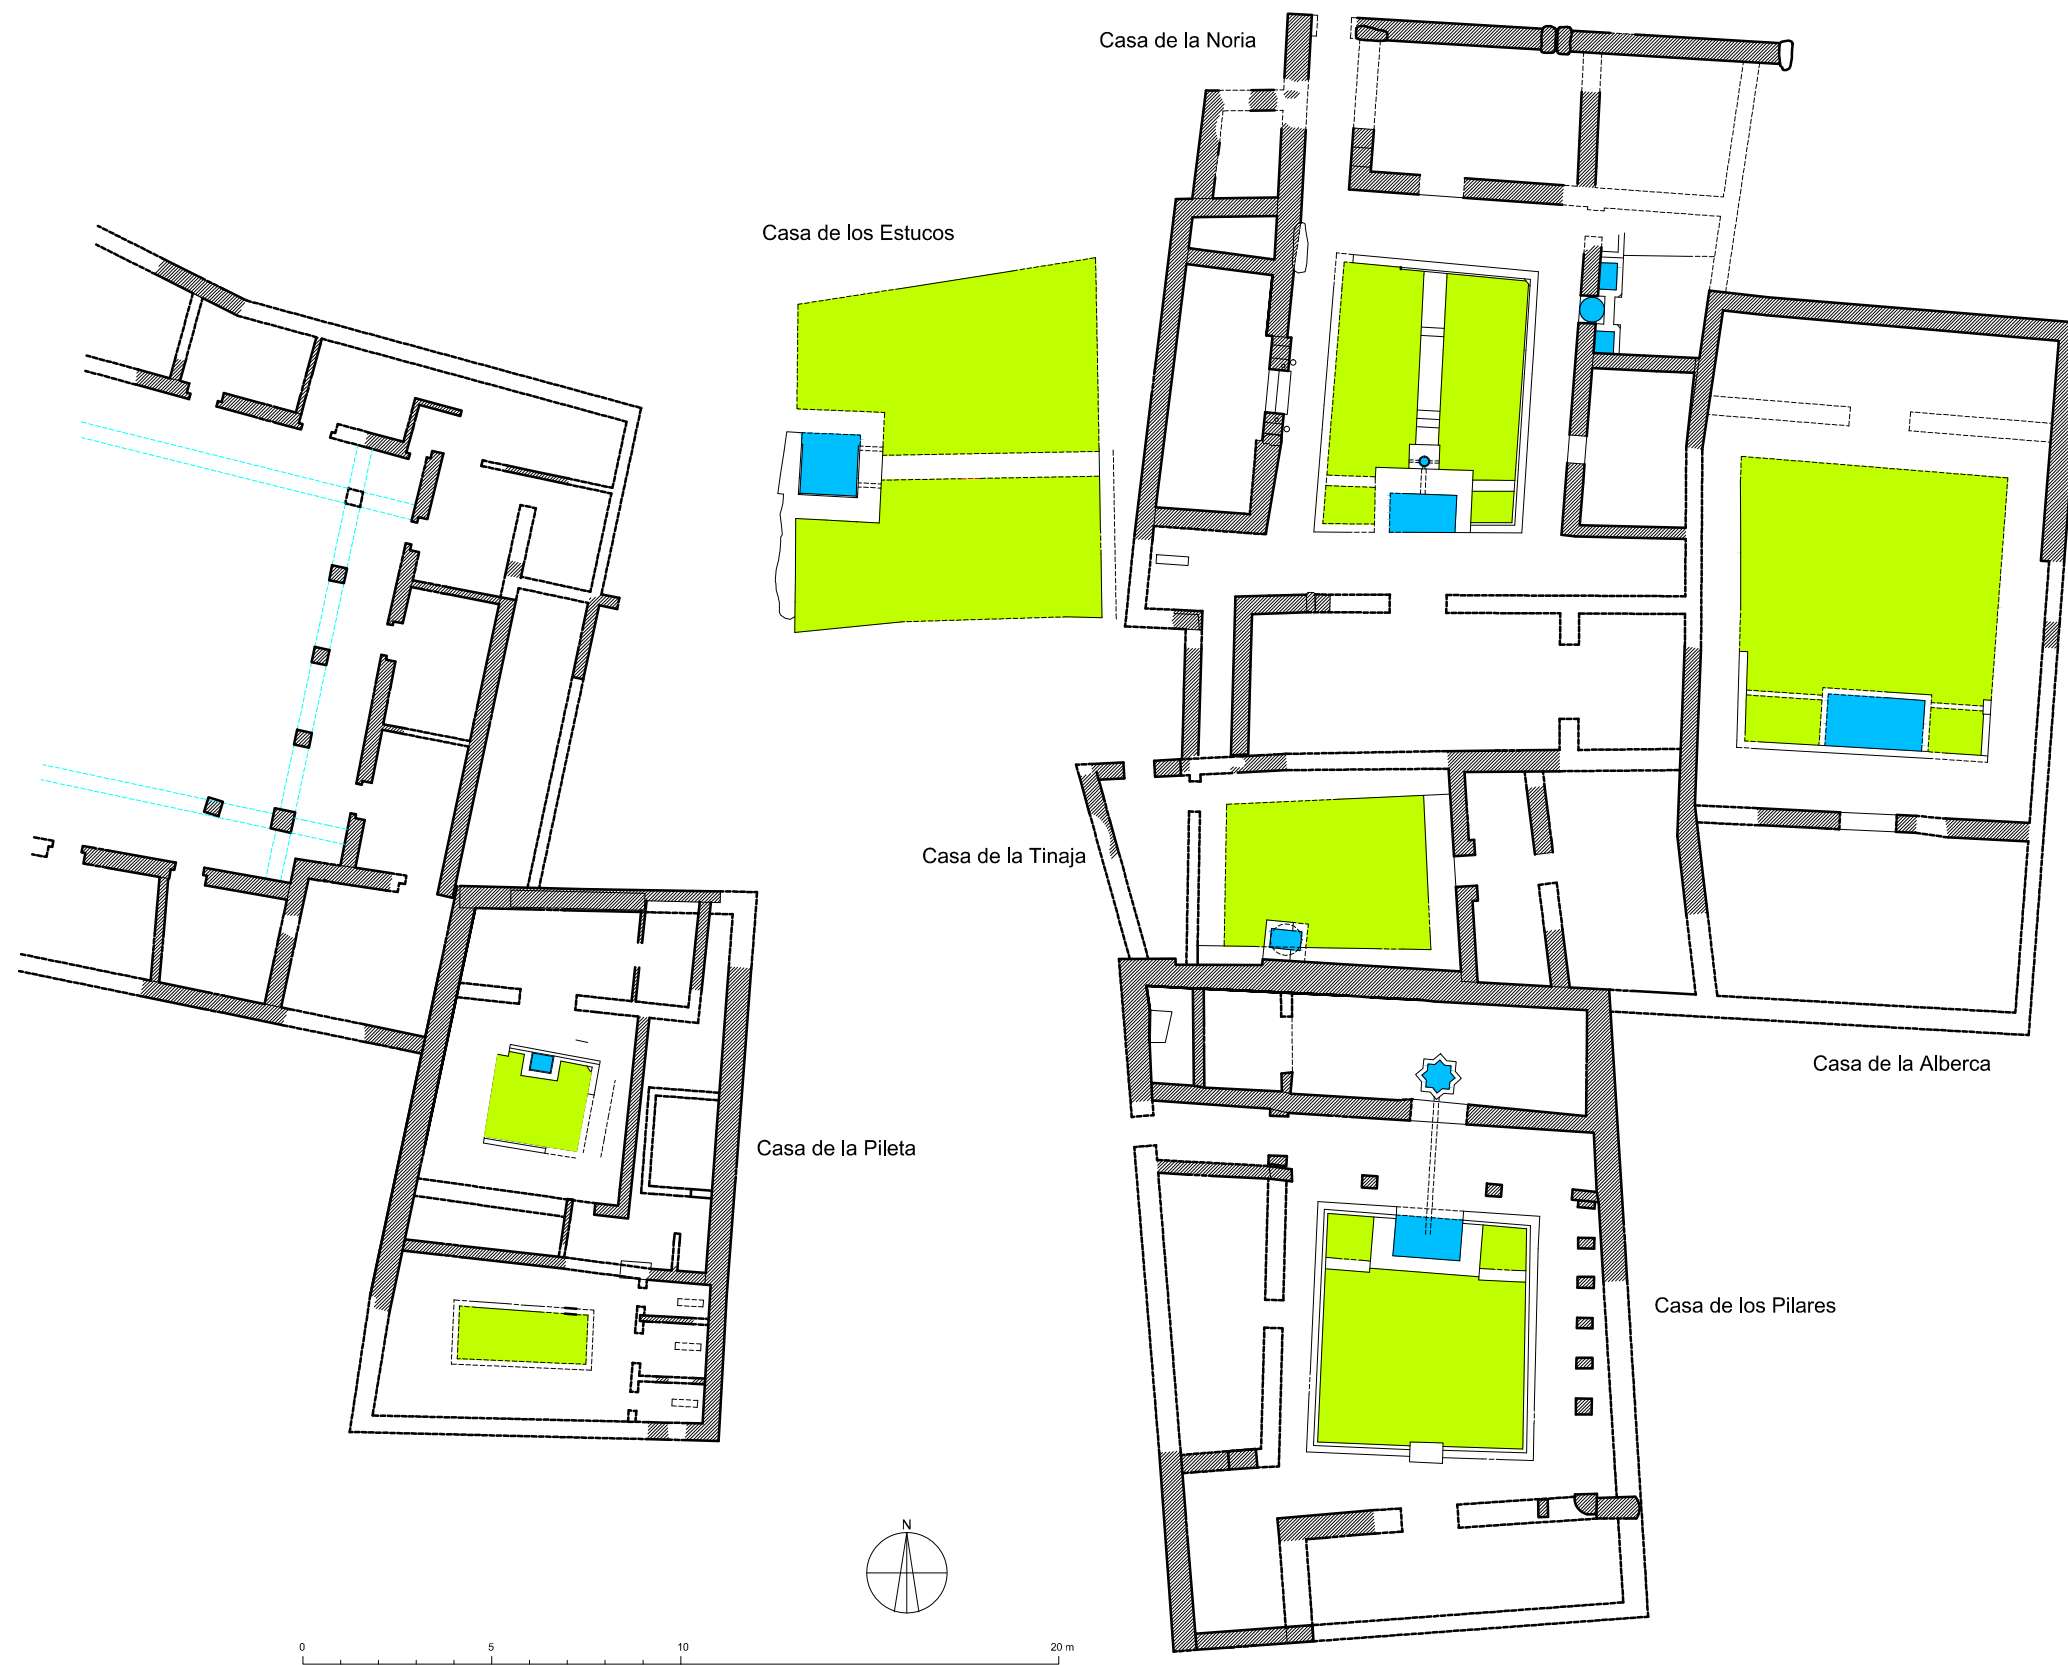 Casa de la Noria
Casa de los Estucos
Casa de la Tinaja
Casa de la Alberca
Casa de la Pileta
Casa de los Pilares
N
0 5 10 20 m